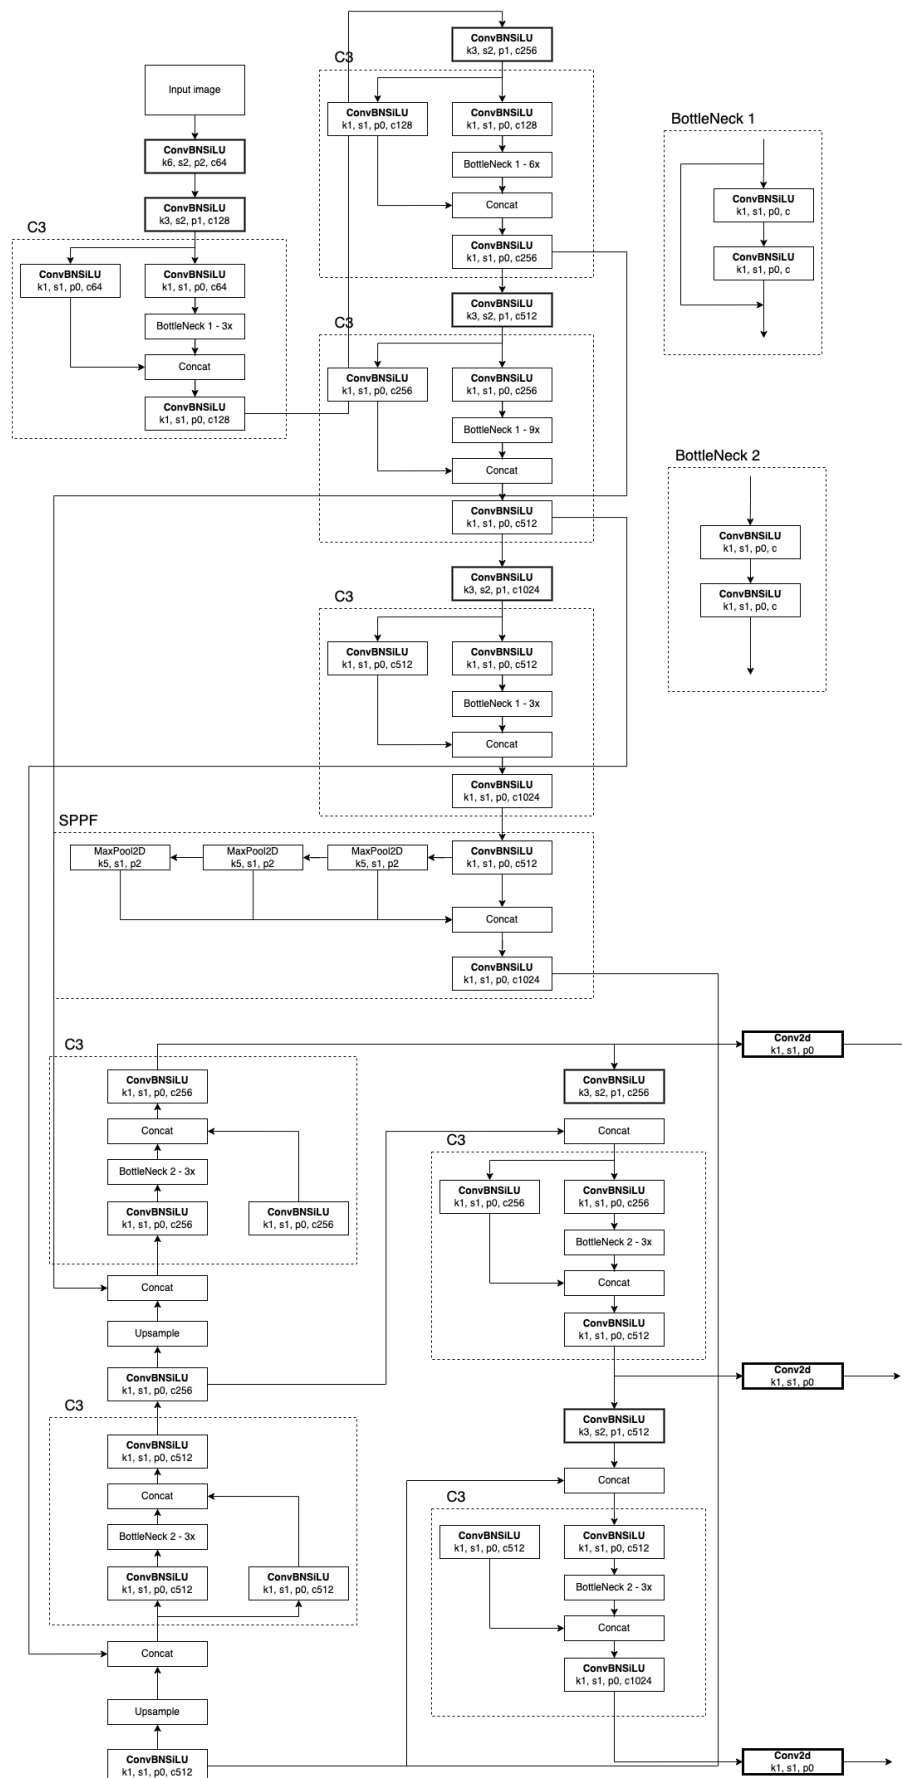 Input image
ConvBNSiLU
k6, s2, p2, c64
ConvBNSiLU
k3, s2, p1, c128
C3
ConvBNSiLU
k1, s1, p0, c64
ConvBNSiLU
k1, s1, p0, c64
BottleNeck 1 - 3x
Concat
ConvBNSiLU
k1, s1, p0, c128
ConvBNSiLU
k3, s2, p1, c256
C3
ConvBNSiLU
k1, s1, p0, c128
ConvBNSiLU
k1, s1, p0, c128
BottleNeck 1 - 6x
Concat
ConvBNSiLU
k1, s1, p0, c256
ConvBNSiLU
k3, s2, p1, c512
C3
ConvBNSiLU
k1, s1, p0, c256
ConvBNSiLU
k1, s1, p0, c256
BottleNeck 1 - 9x
Concat
ConvBNSiLU
k1, s1, p0, c512
ConvBNSiLU
k3, s2, p1, c1024
C3
ConvBNSiLU
k1, s1, p0, c512
ConvBNSiLU
k1, s1, p0, c512
BottleNeck 1 - 3x
Concat
ConvBNSiLU
k1, s1, p0, c1024
BottleNeck 1
ConvBNSiLU
k1, s1, p0, c
ConvBNSiLU
k1, s1, p0, c
BottleNeck 2
ConvBNSiLU
k1, s1, p0, c
ConvBNSiLU
k1, s1, p0, c
SPPF
MaxPool2D
k5, s1, p2
MaxPool2D
k5, s1, p2
MaxPool2D
k5, s1, p2
ConvBNSiLU
k1, s1, p0, c512
Concat
ConvBNSiLU
k1, s1, p0, c1024
C3
ConvBNSiLU
k1, s1, p0, c256
Concat
BottleNeck 2 - 3x
ConvBNSiLU
k1, s1, p0, c256
ConvBNSiLU
k1, s1, p0, c256
Concat
Upsample
ConvBNSiLU
k1, s1, p0, c256
C3
ConvBNSiLU
k1, s1, p0, c512
Concat
BottleNeck 2 - 3x
ConvBNSiLU
k1, s1, p0, c512
ConvBNSiLU
k1, s1, p0, c512
Concat
Upsample
ConvBNSiLU
k1, s1, p0, c512
Conv2d
k1, s1, p0
ConvBNSiLU
k3, s2, p1, c256
Concat
C3
ConvBNSiLU
k1, s1, p0, c256
ConvBNSiLU
k1, s1, p0, c256
BottleNeck 2 - 3x
Concat
ConvBNSiLU
k1, s1, p0, c512
Conv2d
k1, s1, p0
ConvBNSiLU
k3, s2, p1, c512
Concat
C3
ConvBNSiLU
k1, s1, p0, c512
ConvBNSiLU
k1, s1, p0, c512
BottleNeck 2 - 3x
Concat
ConvBNSiLU
k1, s1, p0, c1024
Conv2d
k1, s1, p0